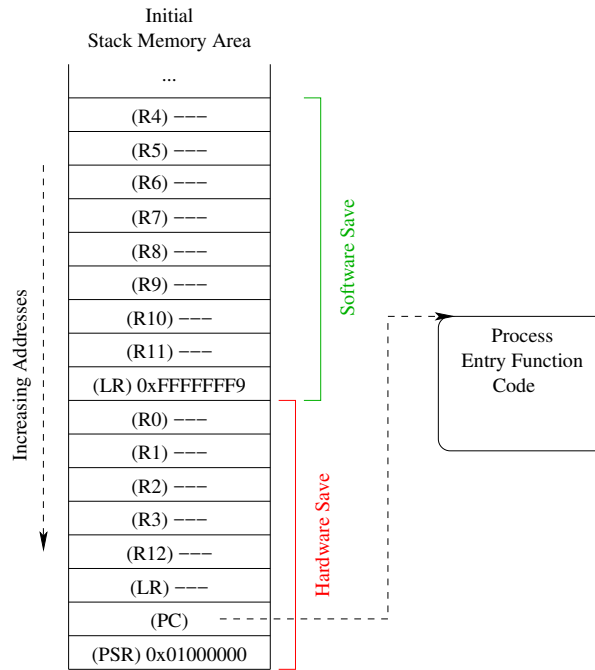 Initial
Stack Memory Area
...
(R4) −−−
(R5) −−−
(R6) −−−
(R7) −−−
(R8) −−−
(R9) −−−
(R10) −−−
(R11) −−−
(LR) 0xFFFFFFF9
(R0) −−−
(R1) −−−
(R2) −−−
(R3) −−−
(R12) −−−
(LR) −−−
(PC)
(PSR) 0x01000000
Increasing Addresses
Software Save
Hardware Save
Process
Entry Function
Code